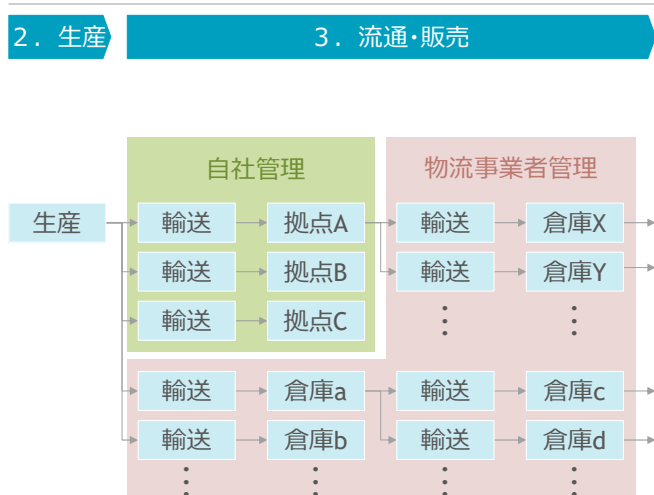 2. 生産
3. 流通・販売
自社管理
物流事業者管理
生産
輸送
拠点A
輸送
倉庫X
輸送
拠点B
輸送
倉庫Y
輸送
拠点C
輸送
倉庫a
輸送
倉庫c
輸送
倉庫b
輸送
倉庫d